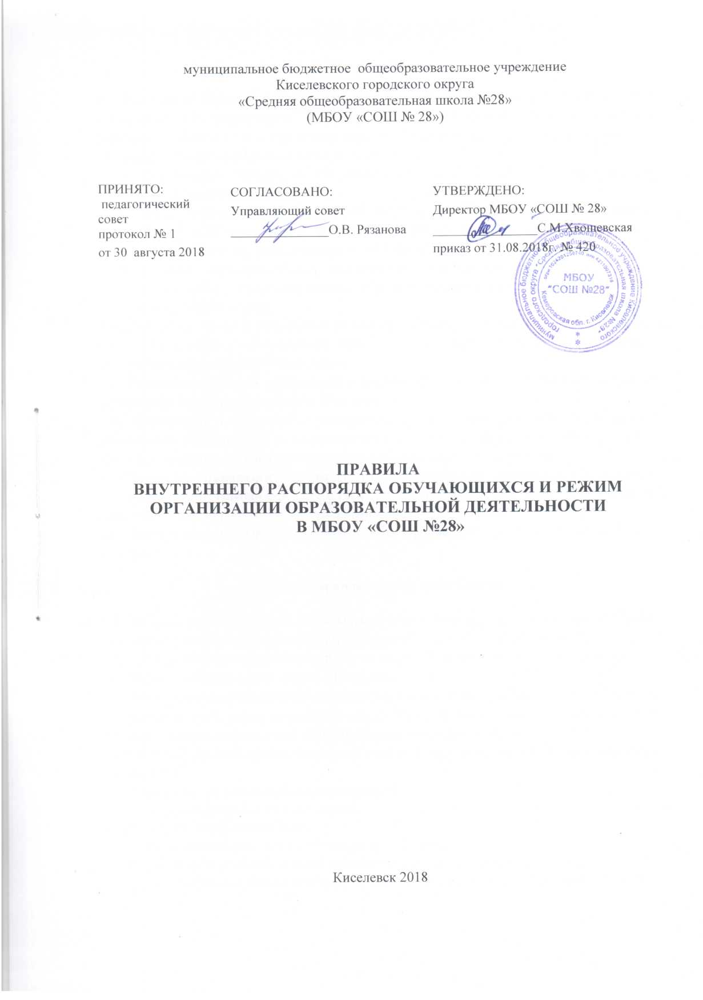 муниципальное бюджетное общеобразовательное учреждение
Киселевского городского округа
«Средняя общеобразовательная школа №28»
(МБОУ «СОШ № 28»)
ПРИНЯТО:
педагогический
совет
протокол № 1
от 30 августа 2018
СОГЛАСОВАНО:
Управляющий совет
_______________О.В. Рязанова
УТВЕРЖДЕНО:
Директор МБОУ «СОШ № 28»
________________С.М.Хвощевская
приказ от 31.08.2018г. № 420
муниципальное бюджетное общеобразовательное учреждение Киселевского
городского округа "Средняя общеобразовательная школа №28"
Кемеровская обл. г. Киселевск
МБОУ
"СОШ №28"
ПРАВИЛА
ВНУТРЕННЕГО РАСПОРЯДКА ОБУЧАЮЩИХСЯ И РЕЖИМ
ОРГАНИЗАЦИИ ОБРАЗОВАТЕЛЬНОЙ ДЕЯТЕЛЬНОСТИ
В МБОУ «СОШ №28»
Киселевск 2018